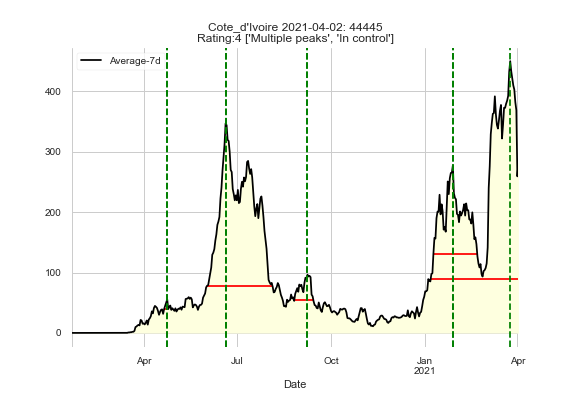 Cote_d'Ivoire 2021-04-02: 44445
Rating:4 ['Multiple peaks', 'In control']
Average-7d
400
300
200
100
0
Apr Jul Oct Jan Apr
2021
Date